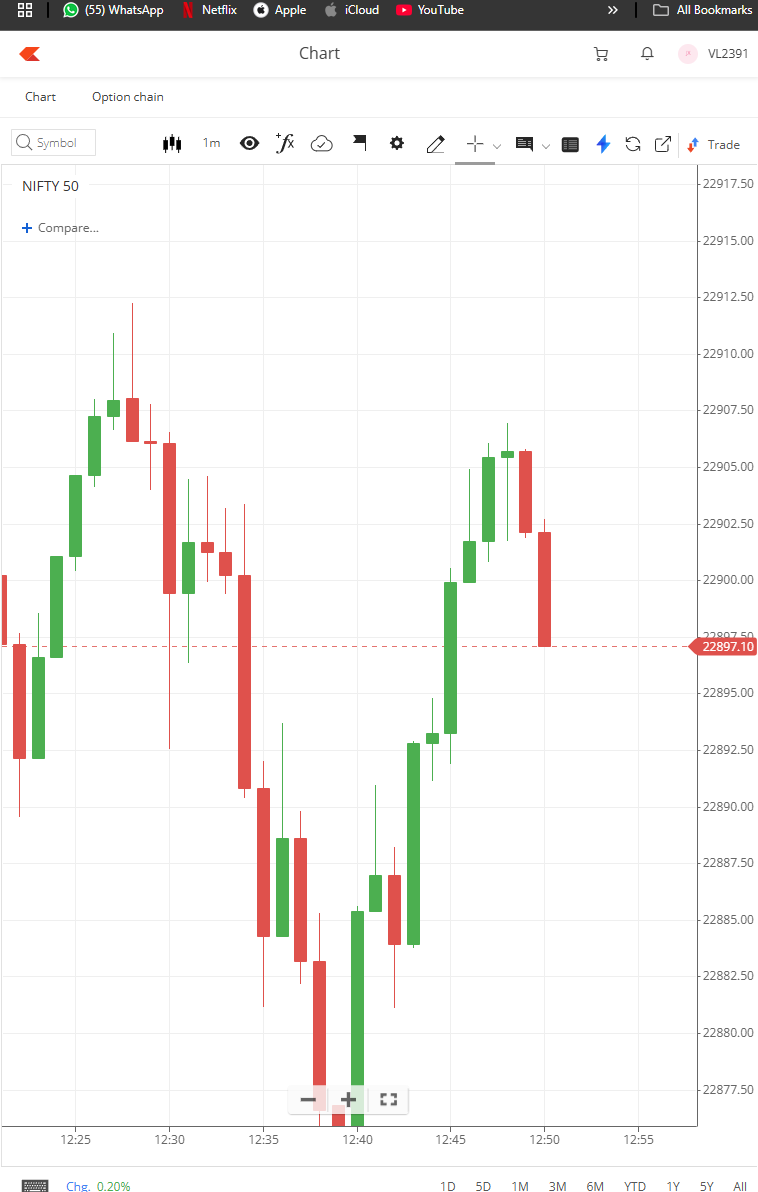 (55) WhatsApp Netflix Apple iCloud YouTube » All Bookmarks
Chart VL2391
Chart Option chain
Symbol 1m ƒx Trade
NIFTY 50 22917.50
+ Compare...
22915.00
22912.50
22910.00
22907.50
22905.00
22902.50
22900.00
22897.50
22897.10
22895.00
22892.50
22890.00
22887.50
22885.00
22882.50
22880.00
22877.50
12:25 12:30 12:35 12:40 12:45 12:50 12:55
Chg. 0.20% 1D 5D 1M 3M 6M YTD 1Y 5Y All